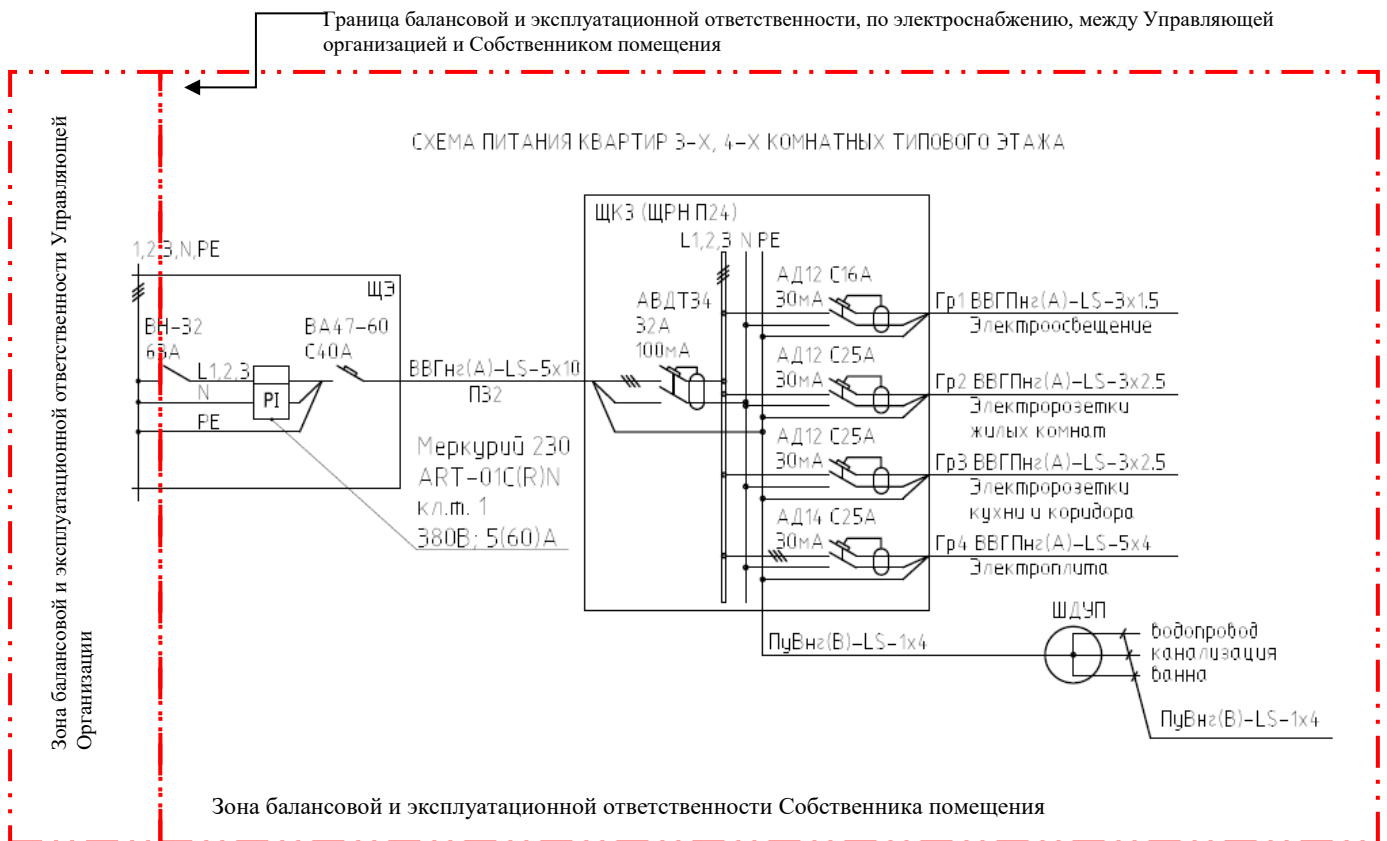 Граница балансовой и эксплуатационной ответственности, по электроснабжению, между Управляющей
организацией и Собственником помещения
Зона балансовой и эксплуатационной ответственности Управляющей
Организации
СХЕМА ПИТАНИЯ КВАРТИР 3-Х, 4-Х КОМНАТНЫХ ТИПОВОГО ЭТАЖА
1,2,3,N,PE
ЩЭ
ВН-32
63А
L1,2,3
N
PE
PI
ВА47-60
С40А
ВВГнг(А)-LS-5х10
П32
Меркурий 230
ART-01C(R)N
кл.т. 1
380В; 5(60)А
ЩК3 (ЩРН П24)
L1,2,3 N PE
АВДТ34
32А
100мА
АД12 С16А
30мА
Гр1 ВВГПнг(А)-LS-3х1.5
Электроосвещение
АД12 С25А
30мА
Гр2 ВВГПнг(А)-LS-3х2.5
Электророзетки
жилых комнат
АД12 С25А
30мА
Гр3 ВВГПнг(А)-LS-3х2.5
Электророзетки
кухни и коридора
АД14 С25А
30мА
Гр4 ВВГПнг(А)-LS-5х4
Электроплита
ПуВнг(В)-LS-1х4
ШДУП
водопровод
канализация
ванна
ПуВнг(В)-LS-1х4
Зона балансовой и эксплуатационной ответственности Собственника помещения